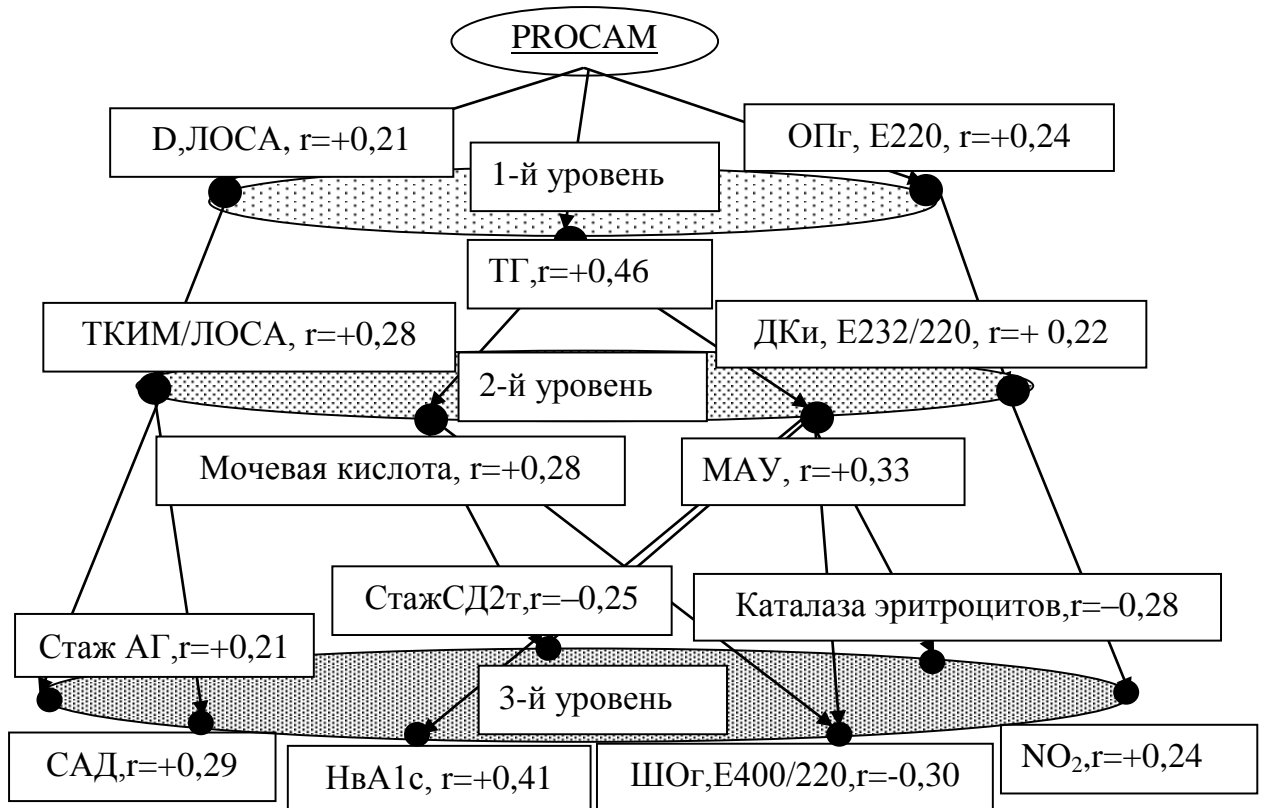 PROCAM
D,ЛОСА, r=+0,21
ОПг, Е220, r=+0,24
1-й уровень
ТГ,r=+0,46
ТКИМ/ЛОСА, r=+0,28
ДКи, Е232/220, r=+ 0,22
2-й уровень
Мочевая кислота, r=+0,28
МАУ, r=+0,33
СтажСД2т,r=–0,25
Каталаза эритроцитов,r=–0,28
Стаж АГ,r=+0,21
3-й уровень
САД,r=+0,29
НвА1с, r=+0,41
ШОг,Е400/220,r=-0,30
NO₂,r=+0,24